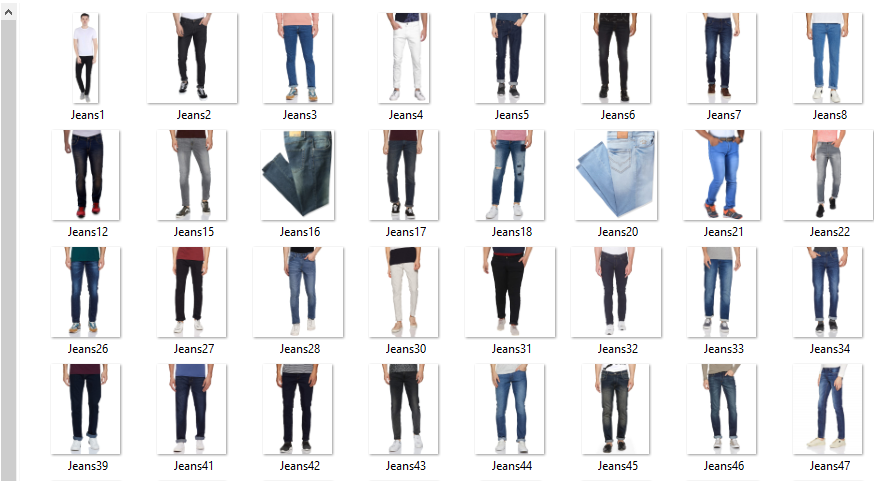 Jeans1 Jeans2 Jeans3 Jeans4 Jeans5 Jeans6 Jeans7 Jeans8
Jeans12 Jeans15 Jeans16 Jeans17 Jeans18 Jeans20 Jeans21 Jeans22
Jeans26 Jeans27 Jeans28 Jeans30 Jeans31 Jeans32 Jeans33 Jeans34
Jeans39 Jeans41 Jeans42 Jeans43 Jeans44 Jeans45 Jeans46 Jeans47